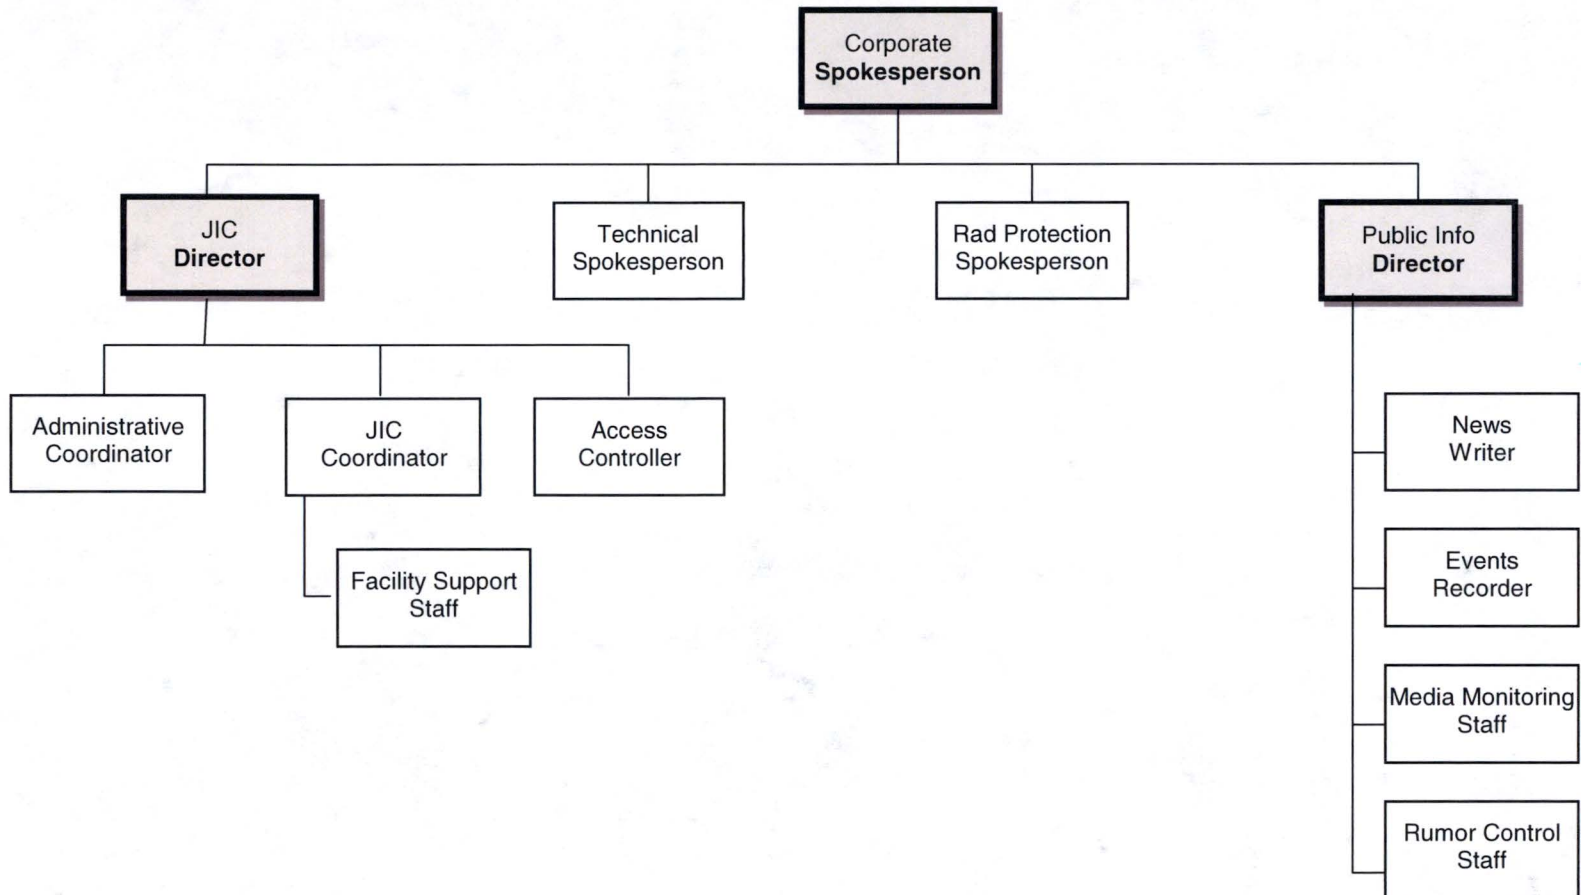 Corporate
Spokesperson
JIC
Director
Technical
Spokesperson
Rad Protection
Spokesperson
Public Info
Director
Administrative
Coordinator
JIC
Coordinator
Access
Controller
Facility Support
Staff
News
Writer
Events
Recorder
Media Monitoring
Staff
Rumor Control
Staff